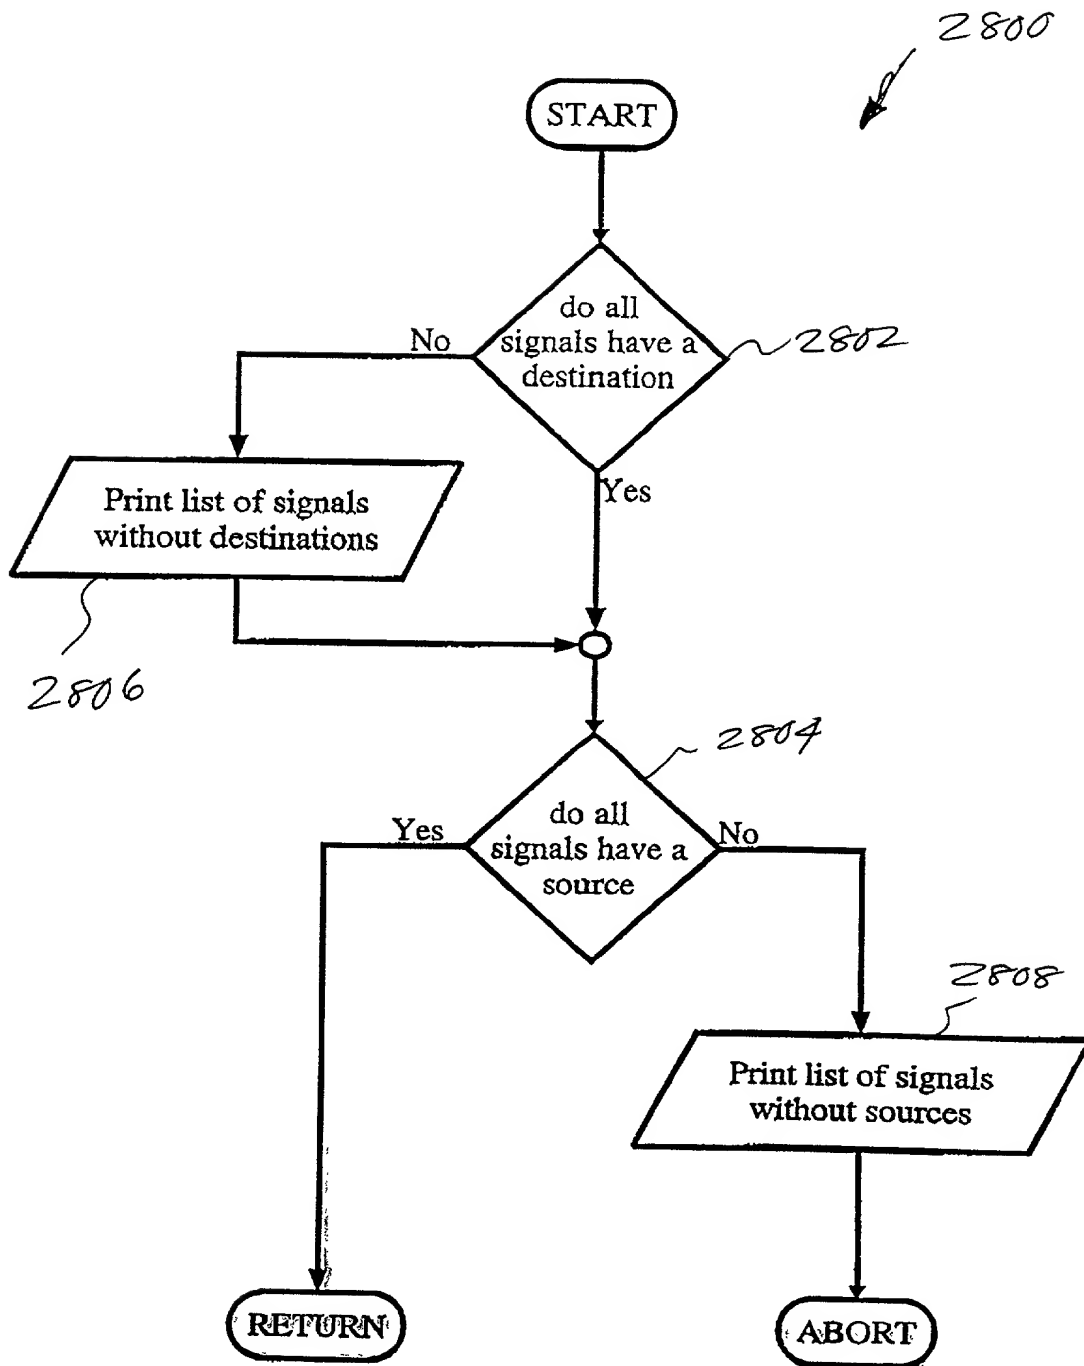 2800
START
do all
signals have a
destination
2802
No
Yes
Print list of signals
without destinations
2806
2804
do all
signals have a
source
Yes
No
2808
Print list of signals
without sources
RETURN
ABORT